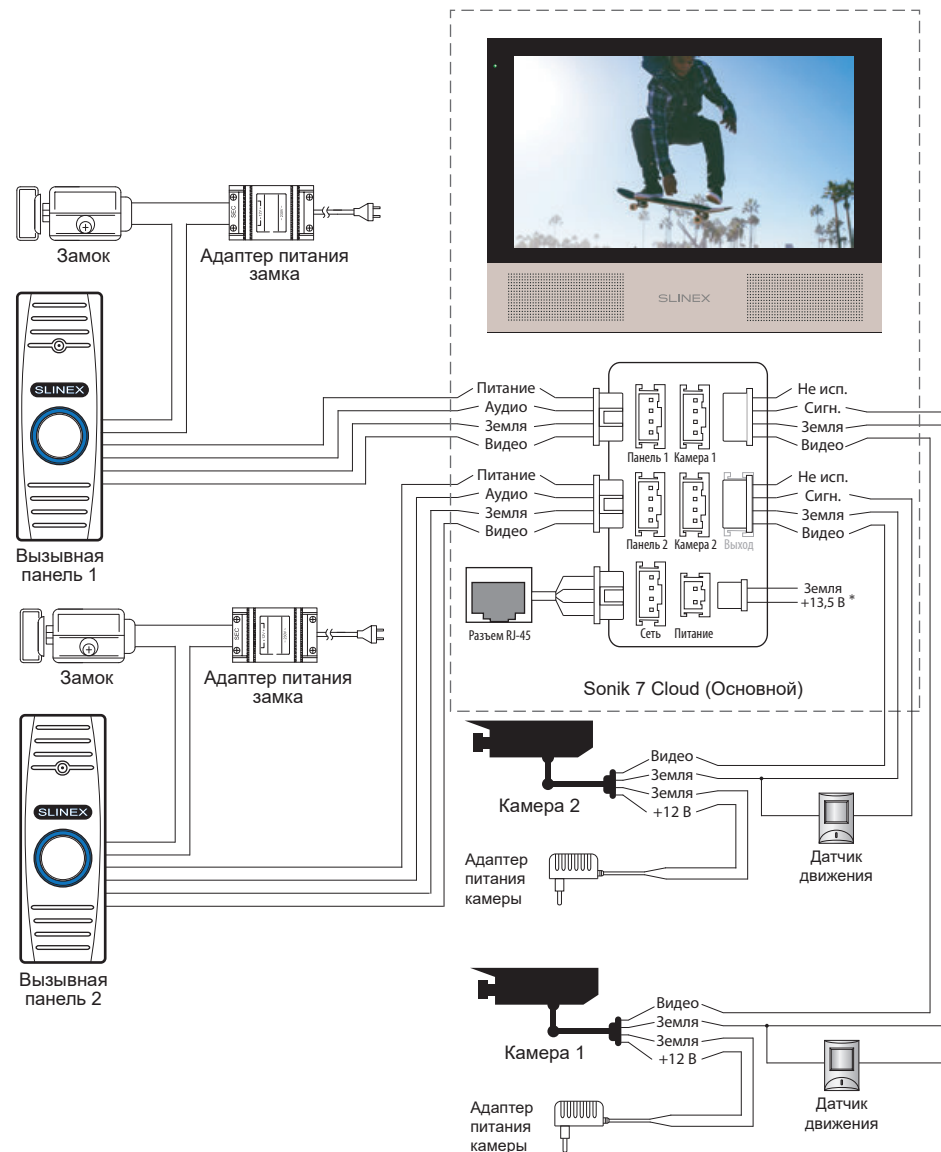 SLINEX
Замок
SEC
Адаптер питания
замка
SLINEX
Вызывная
панель 1
Питание
Аудио
Земля
Видео
Панель 1
Камера 1
Не исп.
Сигн.
Земля
Видео
Питание
Аудио
Земля
Видео
Панель 2
Камера 2
Выход
Не исп.
Сигн.
Земля
Видео
Разъем RJ-45
Сеть
Питание
Земля
+13,5 В *
Sonik 7 Cloud (Основной)
Замок
SEC
Адаптер питания
замка
SLINEX
Вызывная
панель 2
Камера 2
Видео
Земля
Земля
+12 В
Адаптер
питания
камеры
Датчик
движения
Камера 1
Видео
Земля
Земля
+12 В
Адаптер
питания
камеры
Датчик
движения